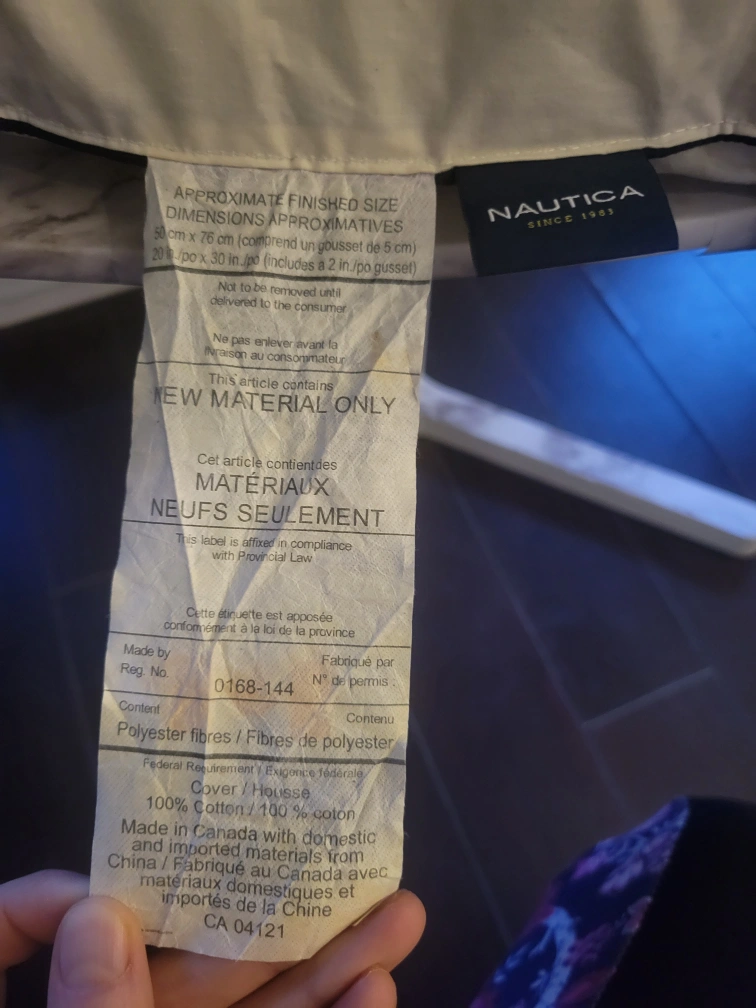 APPROXIMATE FINISHED SIZE
DIMENSIONS APPROXIMATIVES
50 cm x 76 cm (comprend un gousset de 5 cm)
20 in./po x 30 in./po (includes a 2 in./po gusset)
Not to be removed until
delivered to the consumer
Ne pas enlever avant la
livraison au consommateur
This article contains
NEW MATERIAL ONLY
Cet article contientdes
MATÉRIAUX
NEUFS SEULEMENT
This label is affixed in compliance
with Provincial Law
Cette étiquette est apposée
conformément à la loi de la province
Made by
Reg. No.
0168-144
Fabriqué par
N° de permis :
Content
Contenu
Polyester fibres / Fibres de polyester
Federal Requirement / Exigence fédérale
Cover / Housse
100% Cotton / 100 % coton
Made in Canada with domestic
and imported materials from
China / Fabriqué au Canada avec
matériaux domestiques et
importés de la Chine
CA 04121
NAUTICA
SINCE 1983